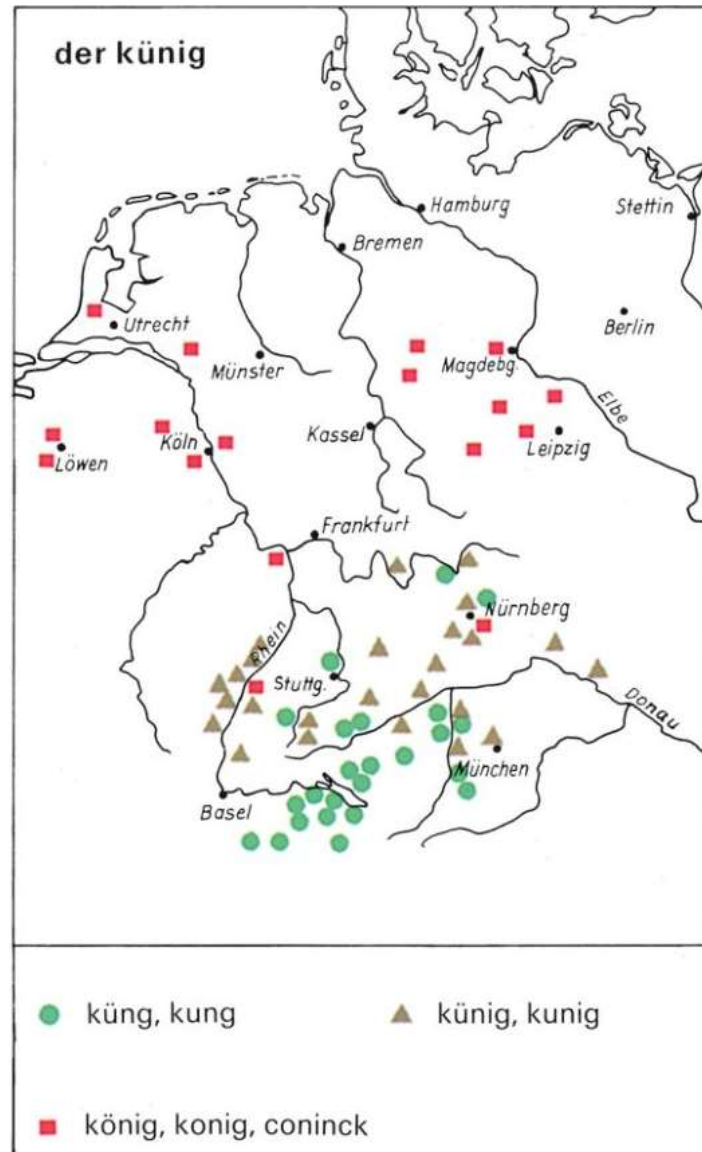 der künig
Hamburg
Stettin
Bremen
Utrecht
Berlin
Münster
Magdebg.
Elbe
Kassel
Köln
Leipzig
Löwen
Frankfurt
Nürnberg
Rhein
Stuttg.
Donau
München
Basel
küng, kung
künig, kunig
könig, konig, coninck